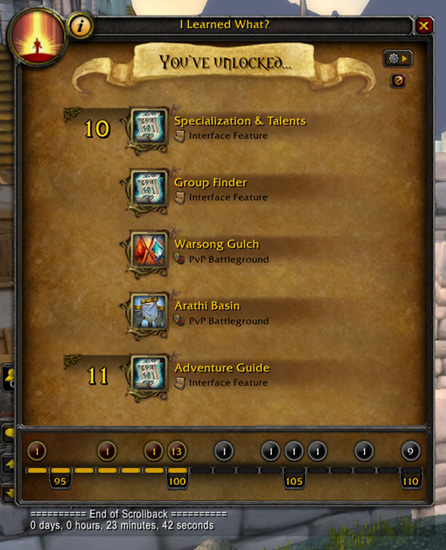 I Learned What?
You've unlocked...
10
Specialization & Talents
Interface Feature
Group Finder
Interface Feature
Warsong Gulch
PvP Battleground
Arathi Basin
PvP Battleground
11
Adventure Guide
Interface Feature
1 1 1 13 1 1 1 1 1 9
95 100 105 110
========== End of Scrollback ==========
0 days, 0 hours, 23 minutes, 42 seconds